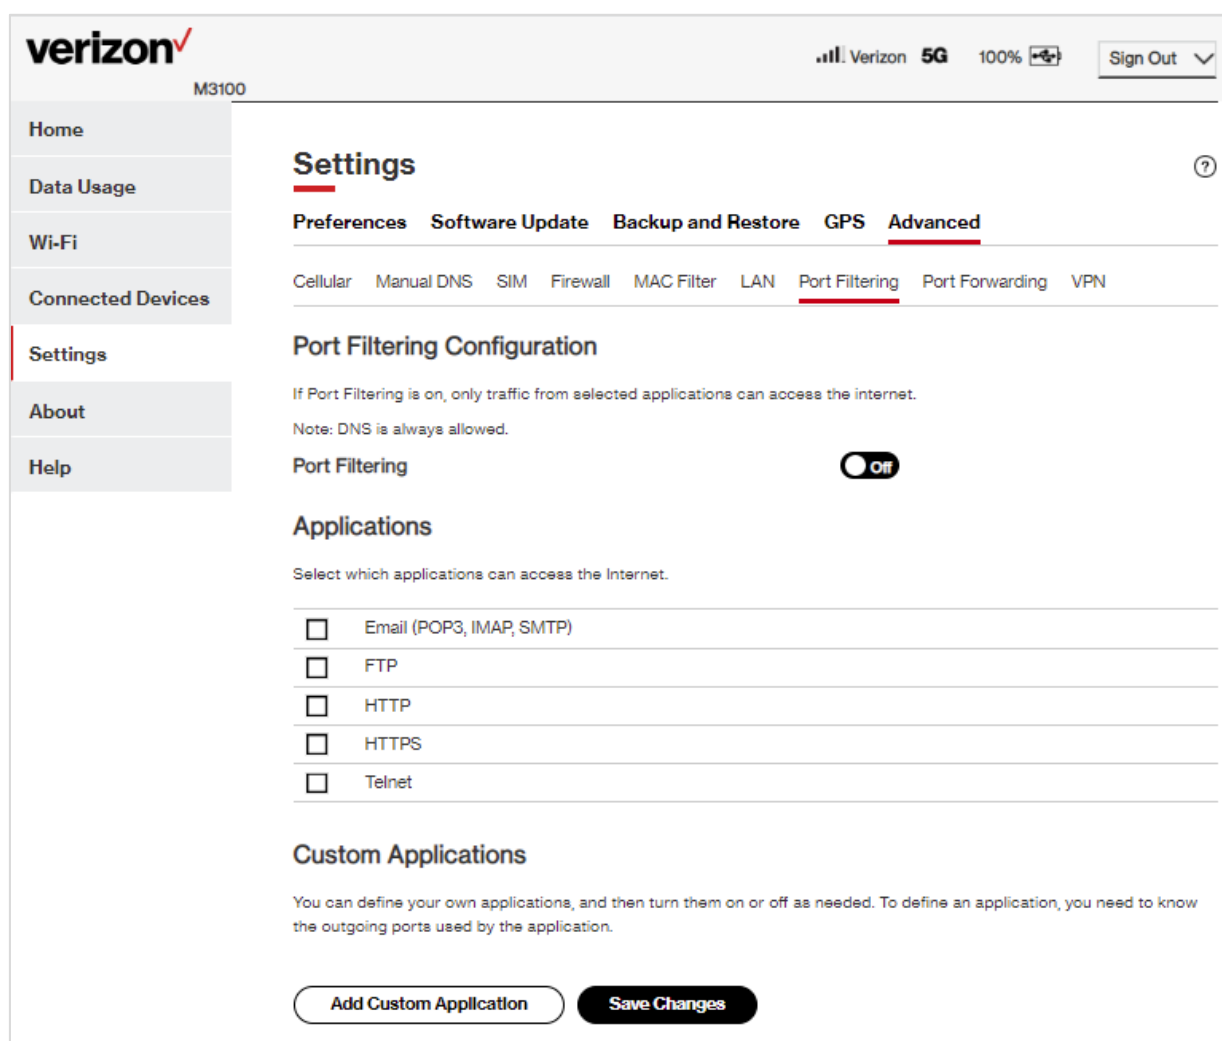 verizon
M3100
Verizon 5G 100% Sign Out
Home
Data Usage
Wi-Fi
Connected Devices
Settings
About
Help
Settings
Preferences Software Update Backup and Restore GPS Advanced
Cellular Manual DNS SIM Firewall MAC Filter LAN Port Filtering Port Forwarding VPN
Port Filtering Configuration
If Port Filtering is on, only traffic from selected applications can access the internet.
Note: DNS is always allowed.
Port Filtering Off
Applications
Select which applications can access the Internet.
Email (POP3, IMAP, SMTP)
FTP
HTTP
HTTPS
Telnet
Custom Applications
You can define your own applications, and then turn them on or off as needed. To define an application, you need to know
the outgoing ports used by the application.
Add Custom Application Save Changes